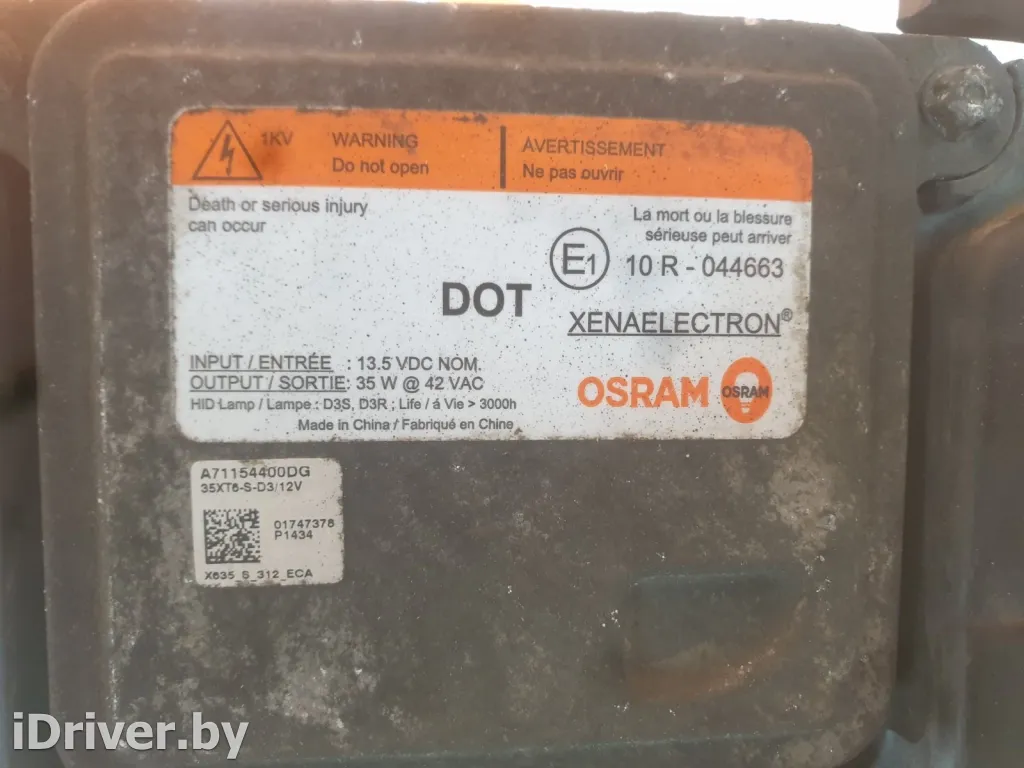 1KV
WARNING
Do not open
AVERTISSEMENT
Ne pas ouvrir
Death or serious injury
can occur
La mort ou la blessure
sérieuse peut arriver
E1
10 R - 044663
DOT
XENAELECTRON®
INPUT / ENTRÉE : 13.5 VDC NOM.
OUTPUT / SORTIE: 35 W @ 42 VAC
HID Lamp / Lampe : D3S, D3R ; Life / á Vie > 3000h
Made in China / Fabriqué en Chine
OSRAM
OSRAM
A71154400DG
35XT6-S-D3/12V
01747378
P1434
X635_S_312_ECA
iDriver.by